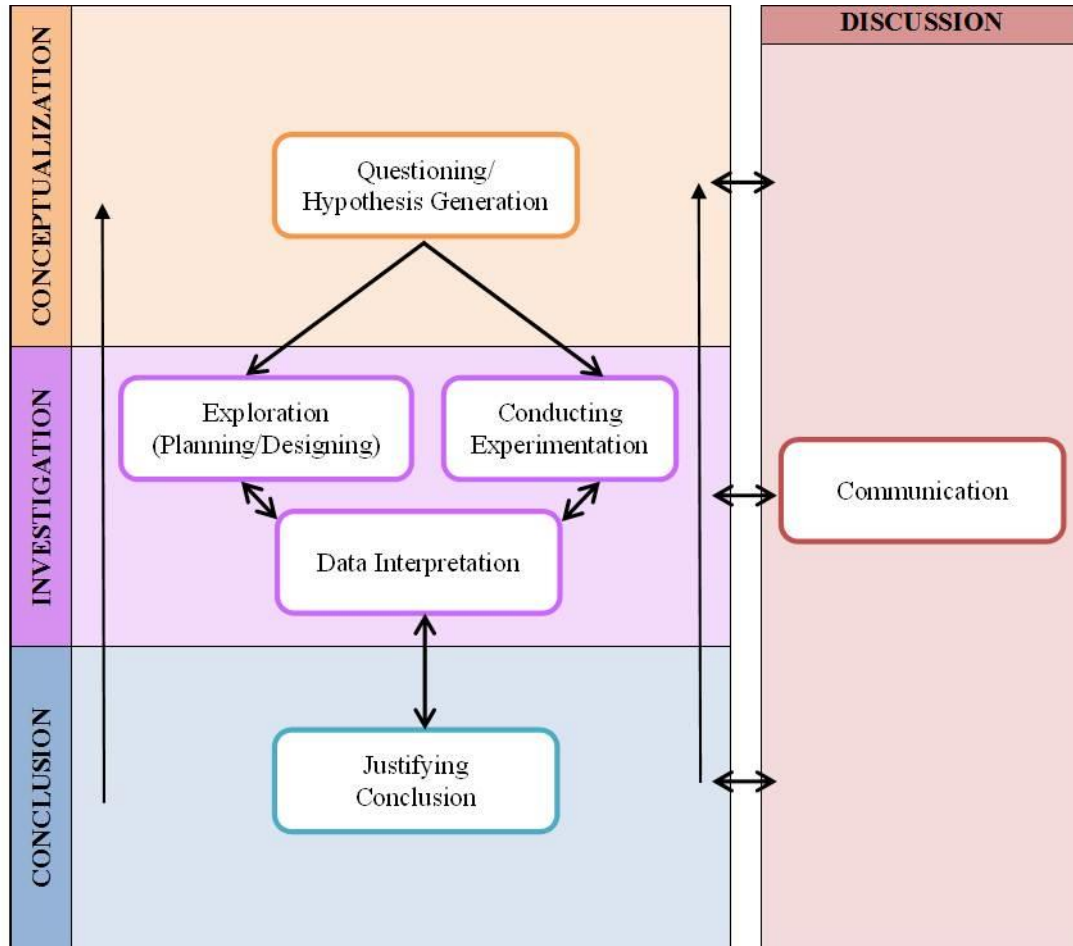 CONCEPTUALIZATION
Questioning/
Hypothesis Generation
INVESTIGATION
Exploration
(Planning/Designing)
Conducting
Experimentation
Data Interpretation
CONCLUSION
Justifying
Conclusion
DISCUSSION
Communication